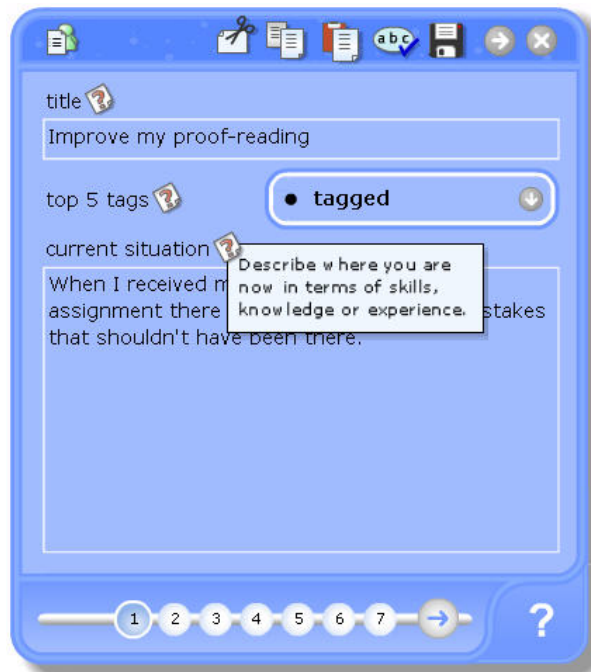 abc
title
Improve my proof-reading
top 5 tags
tagged
current situation
Describe where you are
now in terms of skills,
knowledge or experience.
When I received m
assignment there stakes
that shouldn't have been there.
1 2 3 4 5 6 7
?